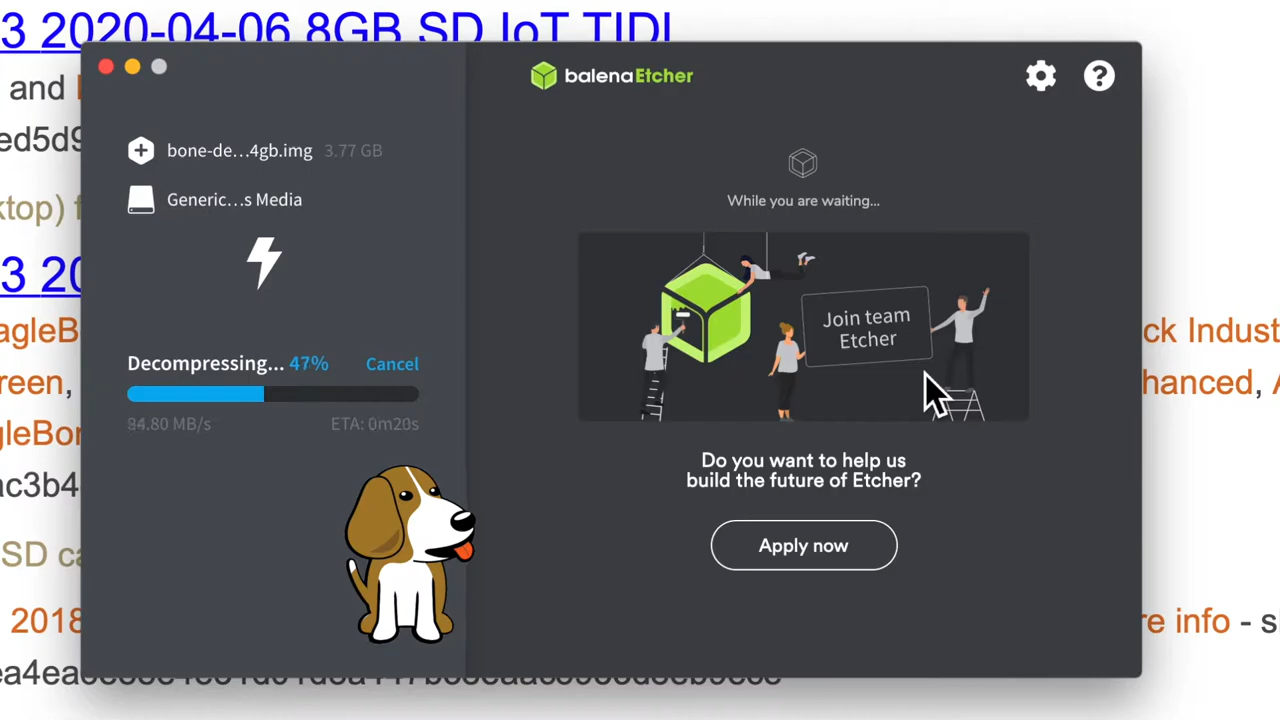 3 2020-04-06 8GB SD IoT TIDL
and
ed5d9
ktop) f
3 20
agleBo
reen,
gleBon
ac3b4
SD ca
2018
balenaEtcher
bone-de...4gb.img 3.77 GB
Generic...s Media
Decompressing... 47% Cancel
ETA: 0m20s
While you are waiting...
Join team
Etcher
Do you want to help us
build the future of Etcher?
Apply now
ck Indust
hanced,
re info - s